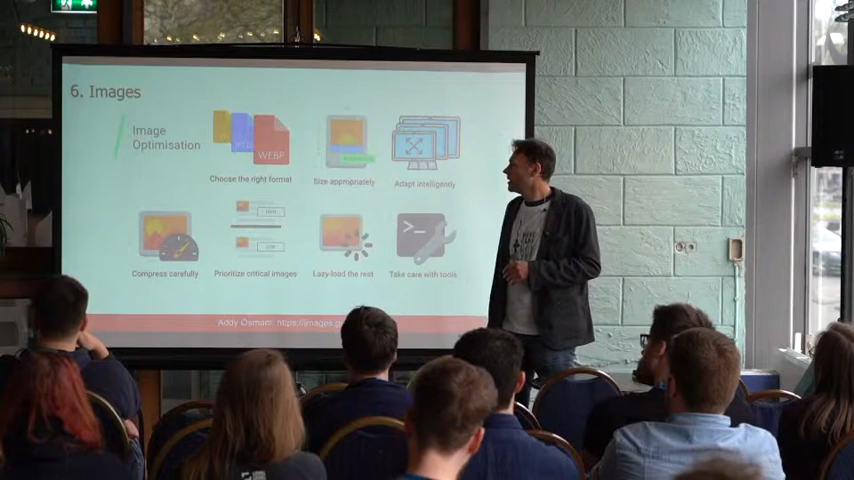 6. Images
Image
Optimisation
WEBP
Choose the right format
Size appropriately
Adapt intelligently
Compress carefully
Prioritize critical images
Lazy-load the rest
Take care with tools
Addy Osmani: https://images.